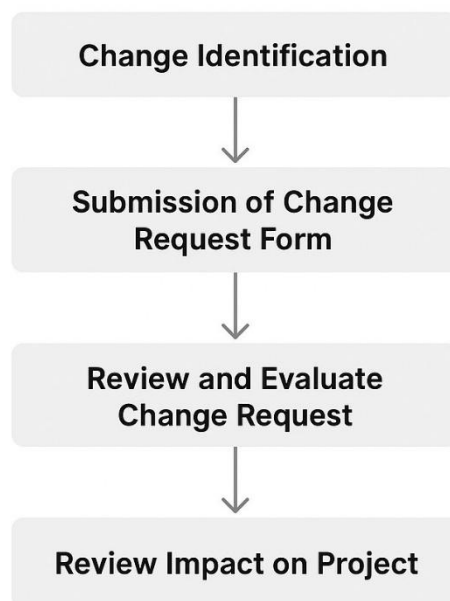 Change Identification
Submission of Change
Request Form
Review and Evaluate
Change Request
Review Impact on Project